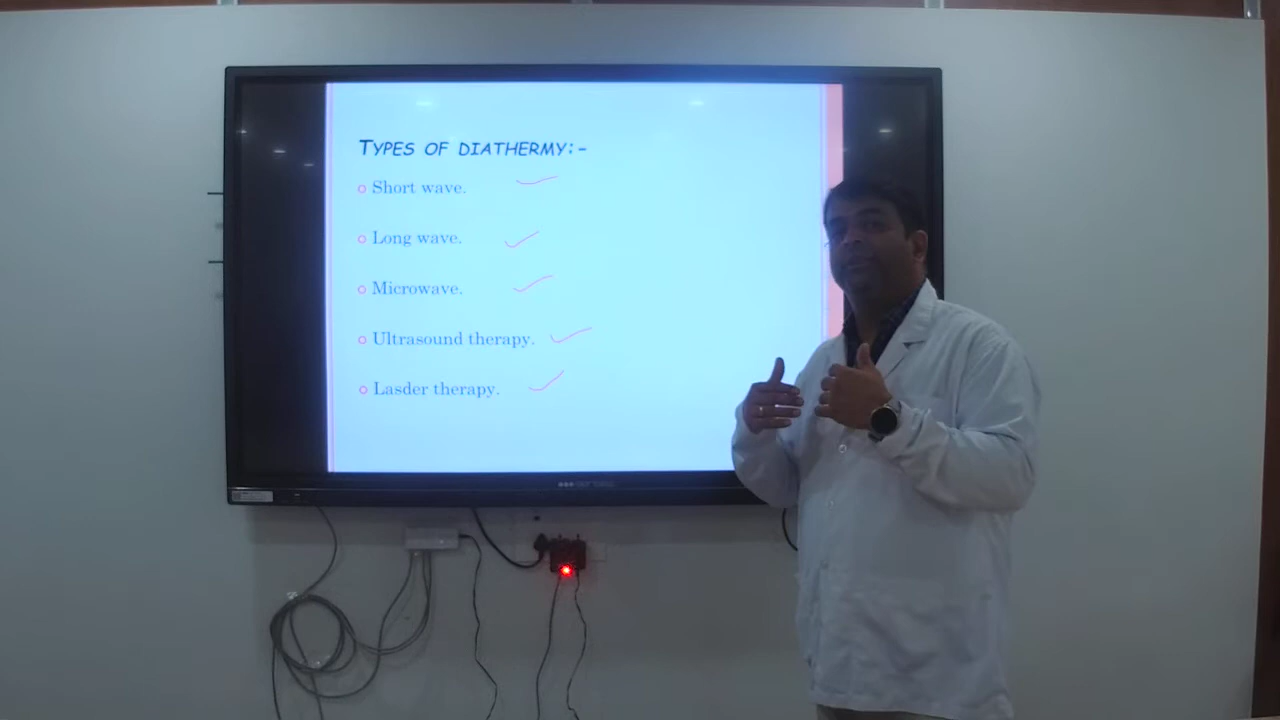 TYPES OF DIATHERMY:-
Short wave.
Long wave.
Microwave.
Ultrasound therapy.
Lasder therapy.